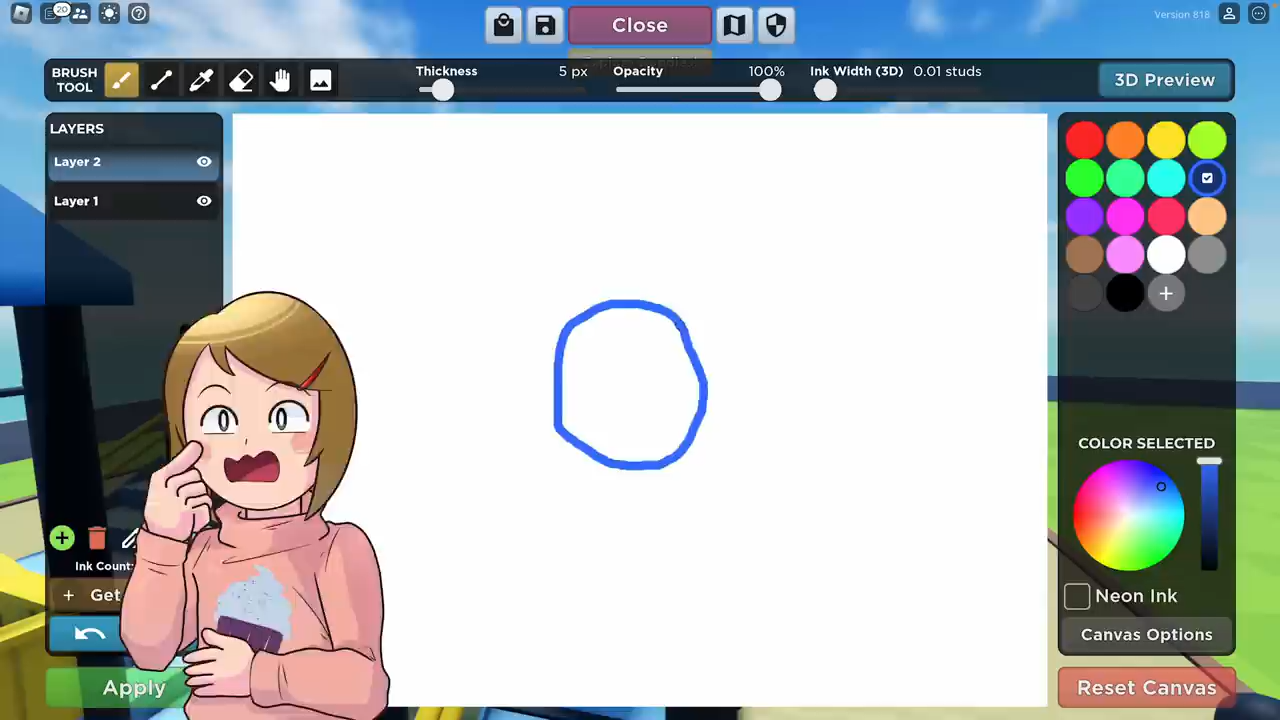 20
Version 818
Close
BRUSH
TOOL
Thickness
5 px
Opacity
100%
Ink Width (3D)
0.01 studs
3D Preview
LAYERS
Layer 2
Layer 1
COLOR SELECTED
Ink Count:
+ Get
Neon Ink
Canvas Options
Apply
Reset Canvas